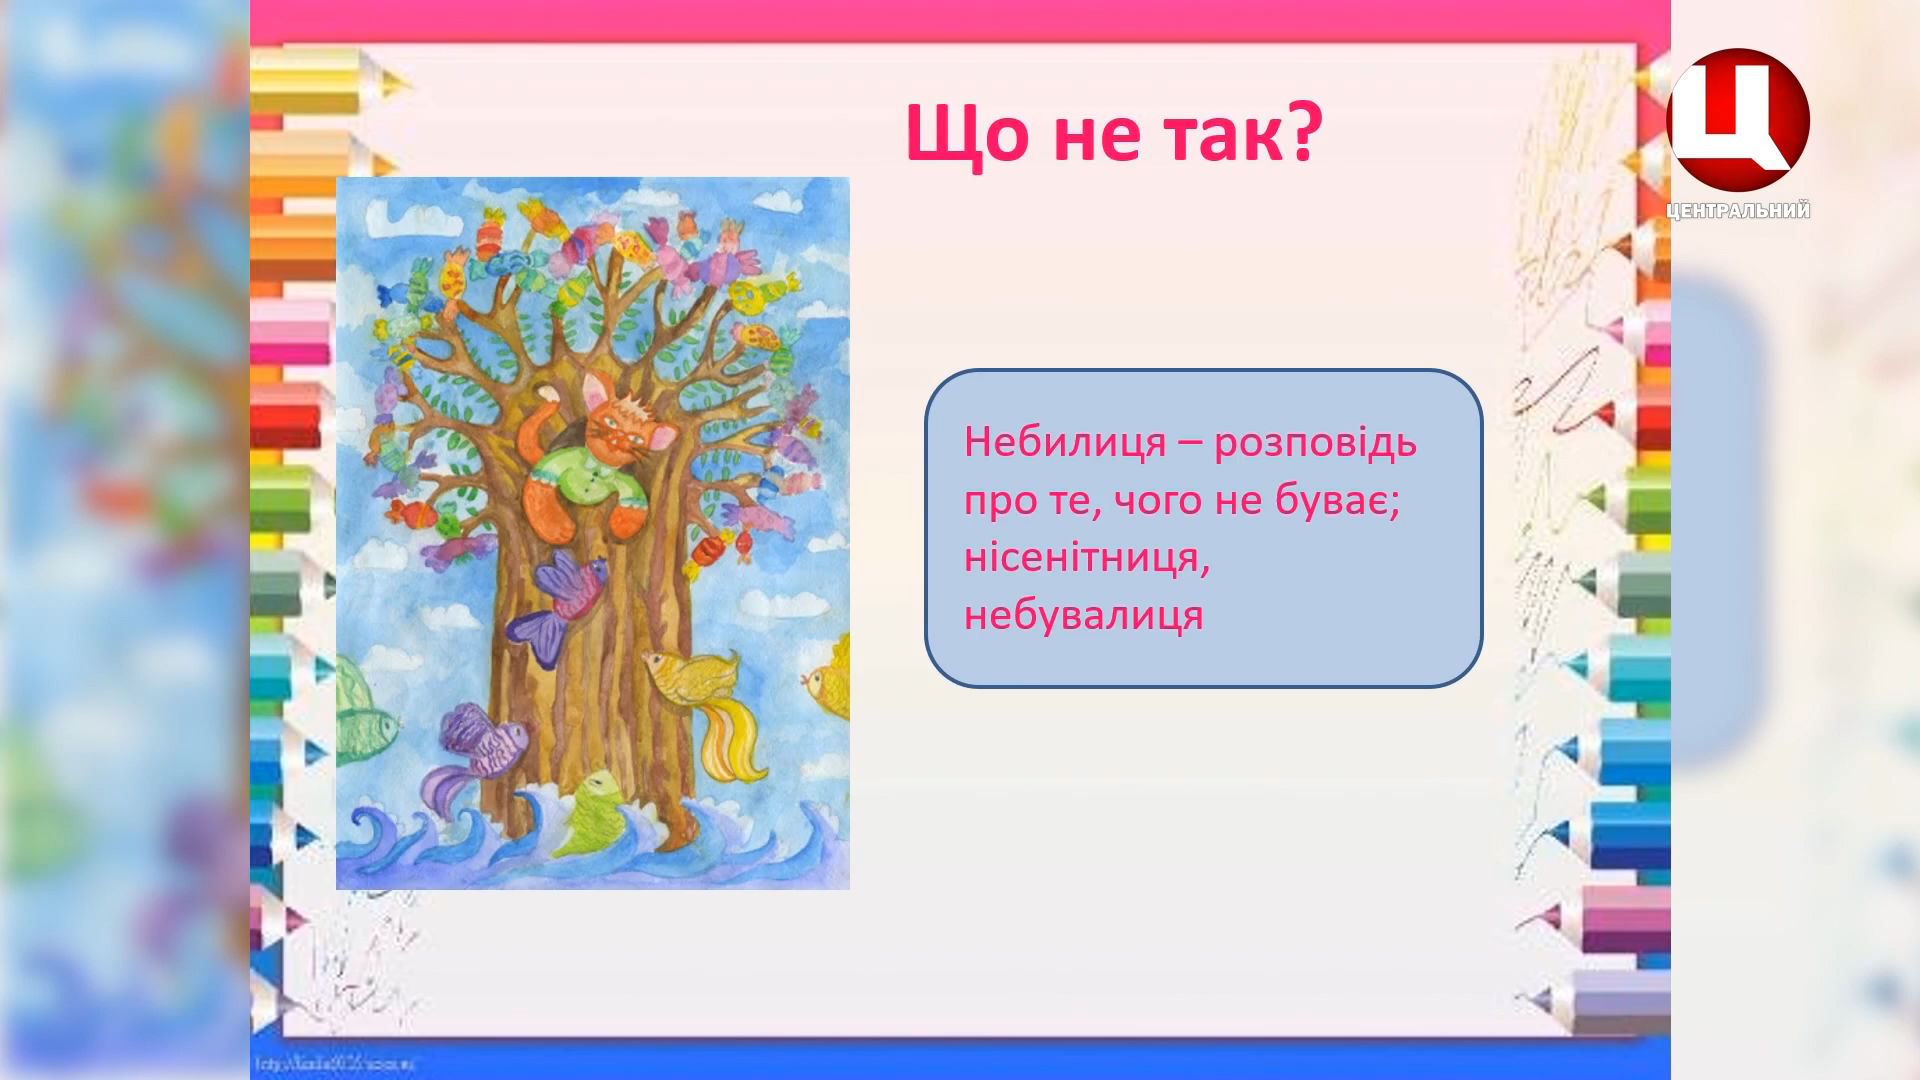 Що не так?
Ц
ЦЕНТРАЛЬНИЙ
Небилиця – розповідь
про те, чого не буває;
нісенітниця,
небувалиця